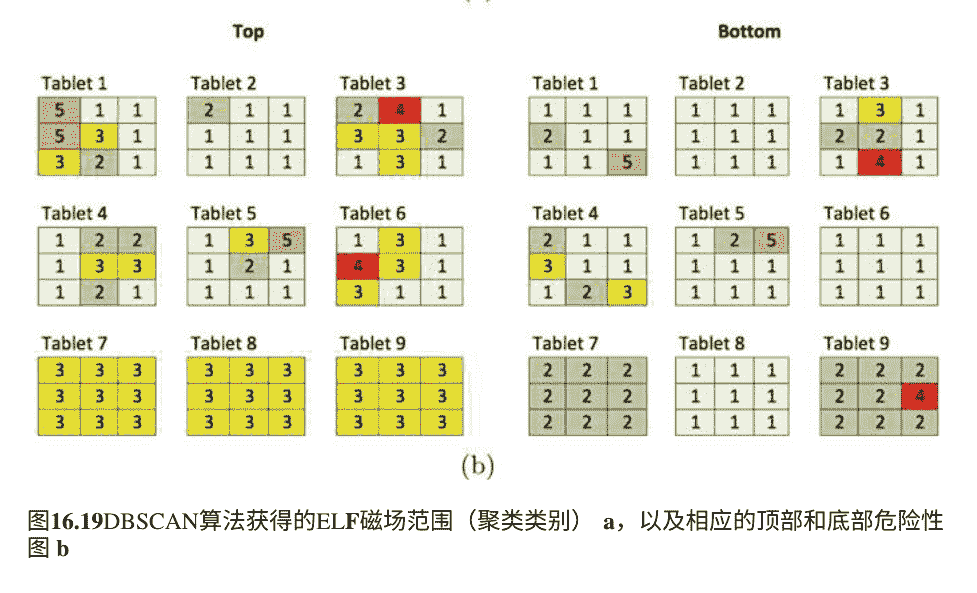 Top Bottom
Tablet 1 Tablet 2 Tablet 3 Tablet 1 Tablet 2 Tablet 3
5 1 1 2 1 1 2 4 1 1 1 1 1 1 1 1 3 1
5 3 1 1 1 1 3 3 2 2 1 1 1 1 1 2 2 1
3 2 1 1 1 1 1 3 1 1 1 5 1 1 1 1 4 1
Tablet 4 Tablet 5 Tablet 6 Tablet 4 Tablet 5 Tablet 6
1 2 2 1 3 5 1 3 1 2 1 1 1 2 5 1 1 1
1 3 3 1 2 1 4 3 1 3 1 1 1 1 1 1 1 1
1 2 1 1 1 1 3 1 1 1 2 3 1 1 1 1 1 1
Tablet 7 Tablet 8 Tablet 9 Tablet 7 Tablet 8 Tablet 9
3 3 3 3 3 3 3 3 3 2 2 2 1 1 1 2 2 2
3 3 3 3 3 3 3 3 3 2 2 2 1 1 1 2 2 4
3 3 3 3 3 3 3 3 3 2 2 2 1 1 1 2 2 2
(b)
图16.19DBSCAN算法获得的ELF磁场范围（聚类类别） a，以及相应的顶部和底部危险性
图 b